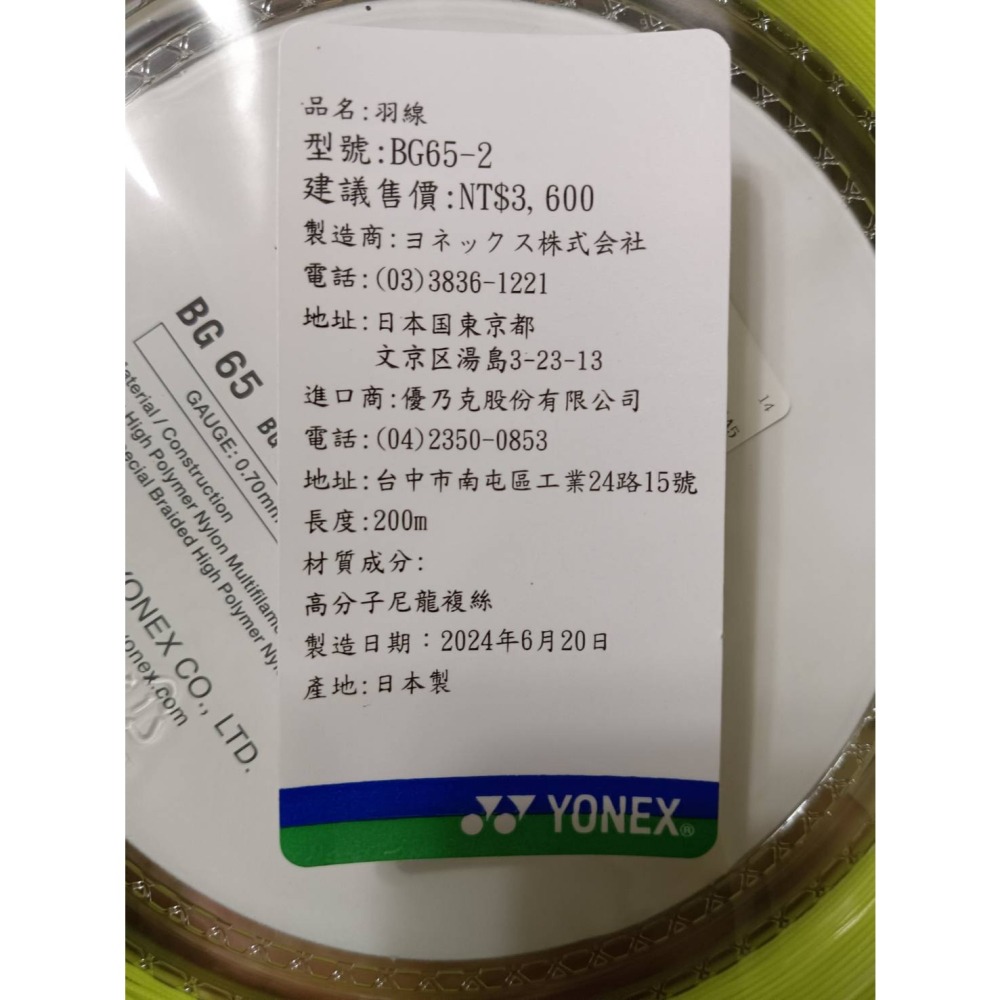 品名:羽線
型號:BG65-2
建議售價:NT$3,600
製造商:ヨネックス株式会社
電話:(03)3836-1221
地址:日本国東京都
文京区湯島3-23-13
進口商:優乃克股份有限公司
電話:(04)2350-0853
地址:台中市南屯區工業24路15號
長度:200m
材質成分:
高分子尼龍複絲
製造日期:2024年6月20日
產地:日本製
YONEX®
BG 65
GAUGE: 0.70mm
Material / Construction
High Polymer Nylon
Braided High Polymer
YONEX CO., LTD.
yonex.com
14